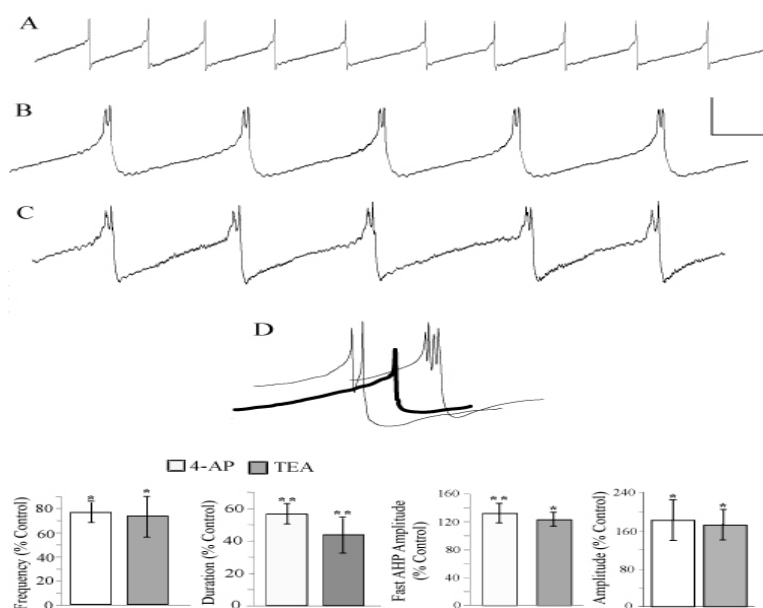 A
B
C
D
4-AP TEA
Frequency (% Control)
80
60
40
20
0
* *
Duration (% Control)
60
40
20
0
** **
Fast AHP Amplitude
(% Control)
160
120
80
40
0
** *
Amplitude (% Control)
240
160
80
0
* *